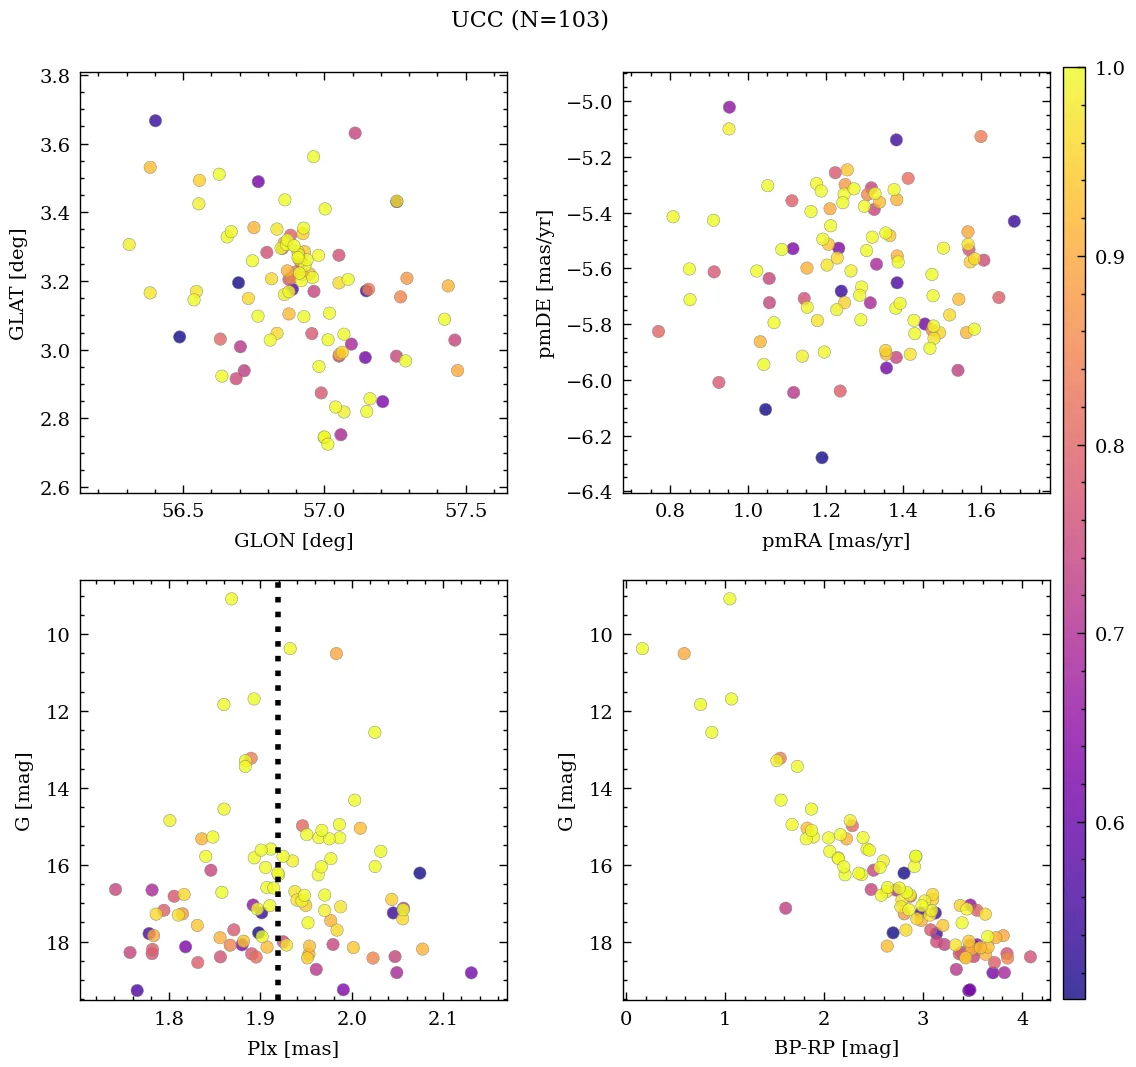 UCC (N=103)
3.8
3.6
3.4
3.2
3.0
2.8
2.6
GLAT [deg]
56.5 57.0 57.5
GLON [deg]
−5.0
−5.2
−5.4
−5.6
−5.8
−6.0
−6.2
−6.4
pmDE [mas/yr]
0.8 1.0 1.2 1.4 1.6
pmRA [mas/yr]
1.0
0.9
0.8
0.7
0.6
10
12
14
16
18
G [mag]
1.8 1.9 2.0 2.1
Plx [mas]
10
12
14
16
18
G [mag]
0 1 2 3 4
BP-RP [mag]